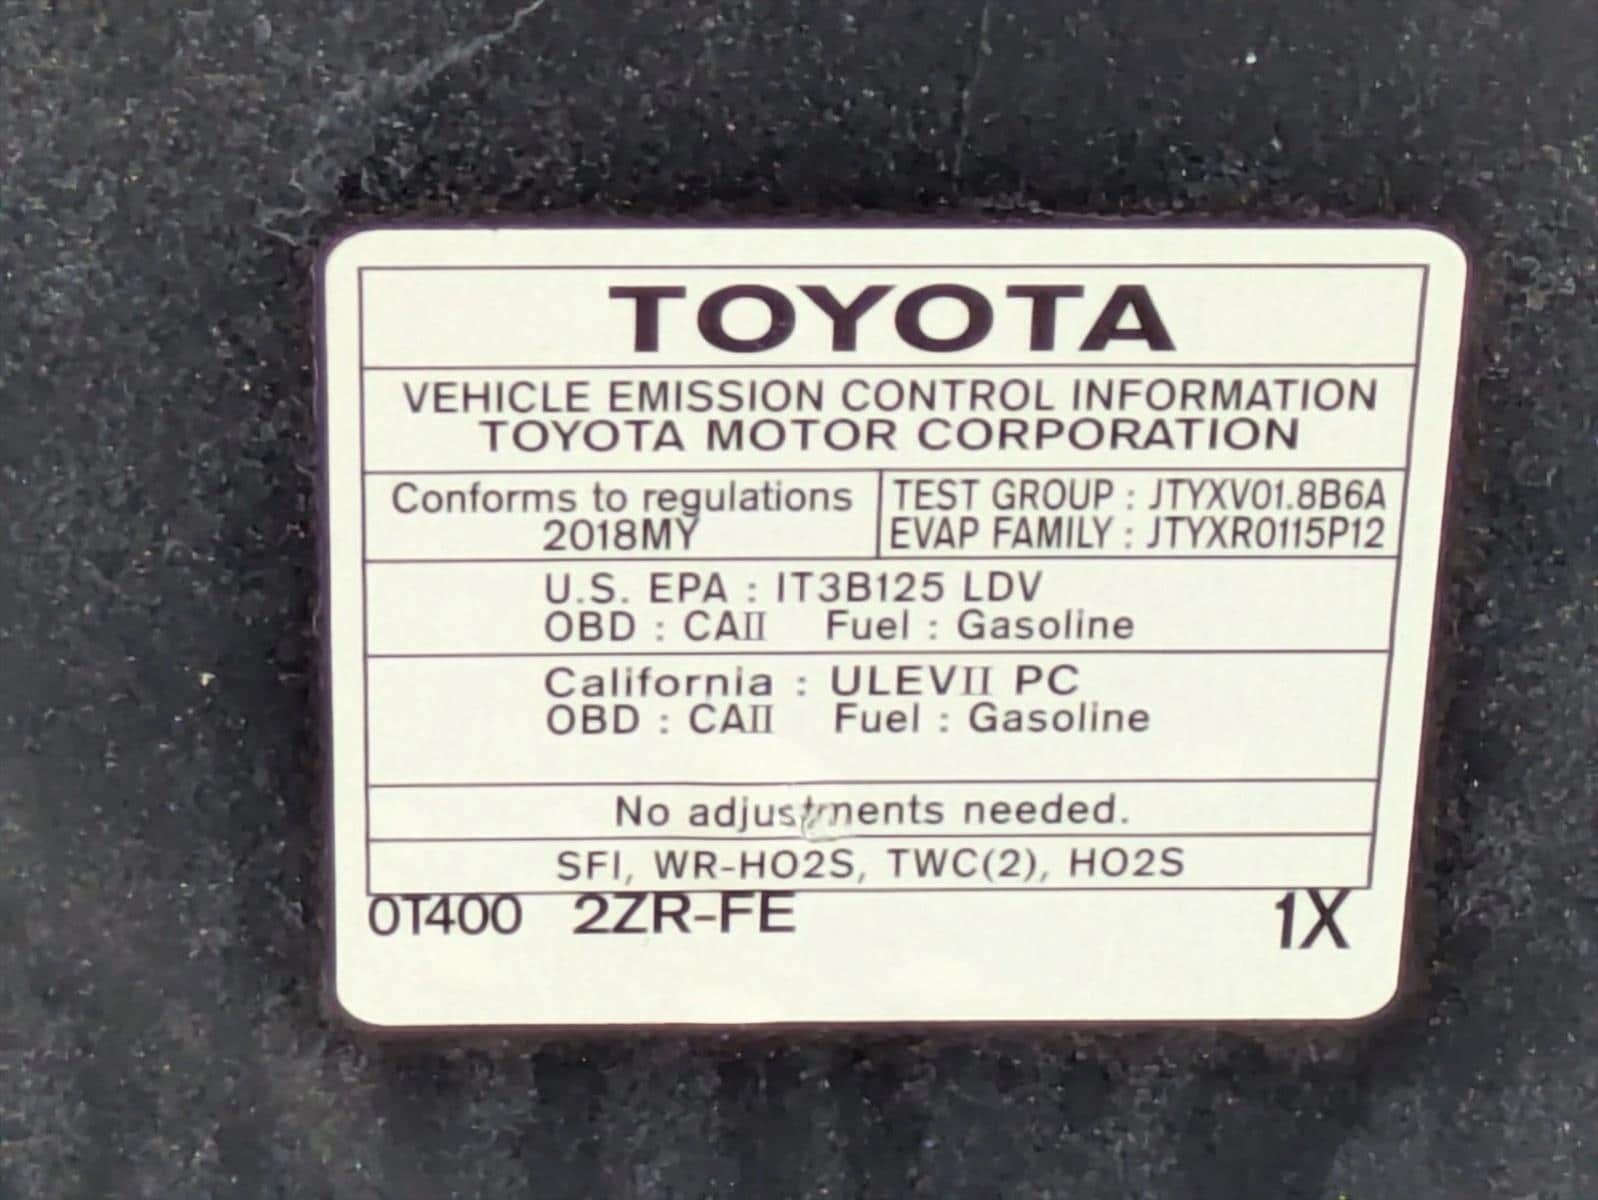 TOYOTA
VEHICLE EMISSION CONTROL INFORMATION
TOYOTA MOTOR CORPORATION
Conforms to regulations
2018MY
TEST GROUP : JTYXV01.8B6A
EVAP FAMILY : JTYXR0115P12
U.S. EPA : IT3B125 LDV
OBD : CAII Fuel : Gasoline
California : ULEVII PC
OBD : CAII Fuel : Gasoline
No adjustments needed.
SFI, WR-HO2S, TWC(2), HO2S
0T400 2ZR-FE 1X